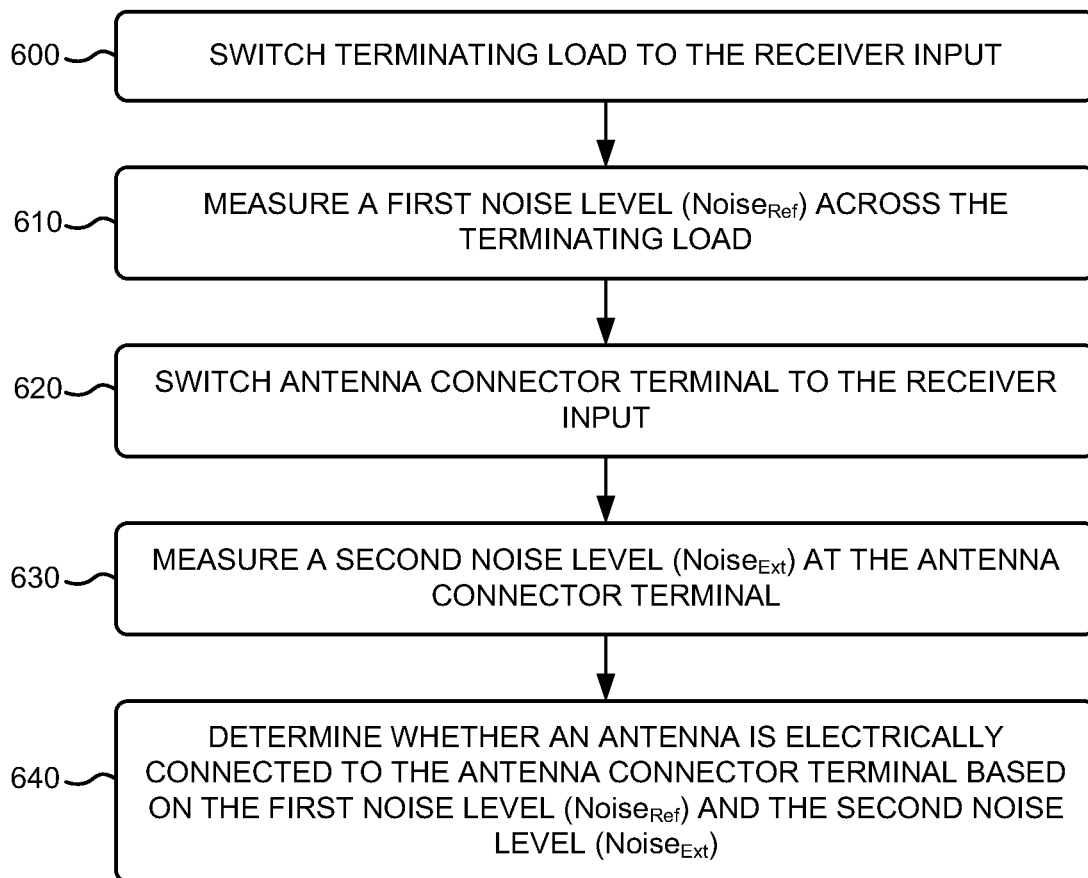 600
SWITCH TERMINATING LOAD TO THE RECEIVER INPUT
610
MEASURE A FIRST NOISE LEVEL (NoiseRef) ACROSS THE
TERMINATING LOAD
620
SWITCH ANTENNA CONNECTOR TERMINAL TO THE RECEIVER
INPUT
630
MEASURE A SECOND NOISE LEVEL (NoiseExt) AT THE ANTENNA
CONNECTOR TERMINAL
640
DETERMINE WHETHER AN ANTENNA IS ELECTRICALLY
CONNECTED TO THE ANTENNA CONNECTOR TERMINAL BASED
ON THE FIRST NOISE LEVEL (NoiseRef) AND THE SECOND NOISE
LEVEL (NoiseExt)